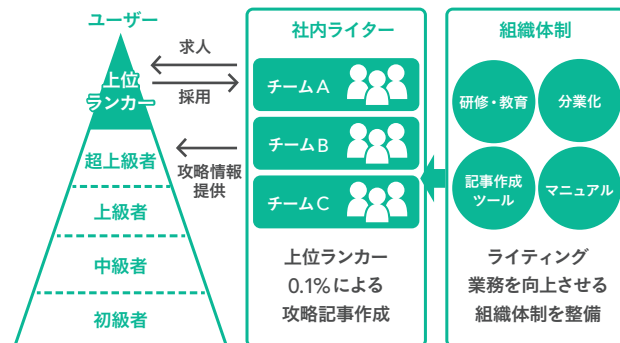 ユーザー
上位
ランカー
超上級者
上級者
中級者
初級者
求人
採用
攻略情報
提供
社内ライター
チームA
チームB
チームC
上位ランカー
0.1%による
攻略記事作成
組織体制
研修・教育
分業化
記事作成
ツール
マニュアル
ライティング
業務を向上させる
組織体制を整備